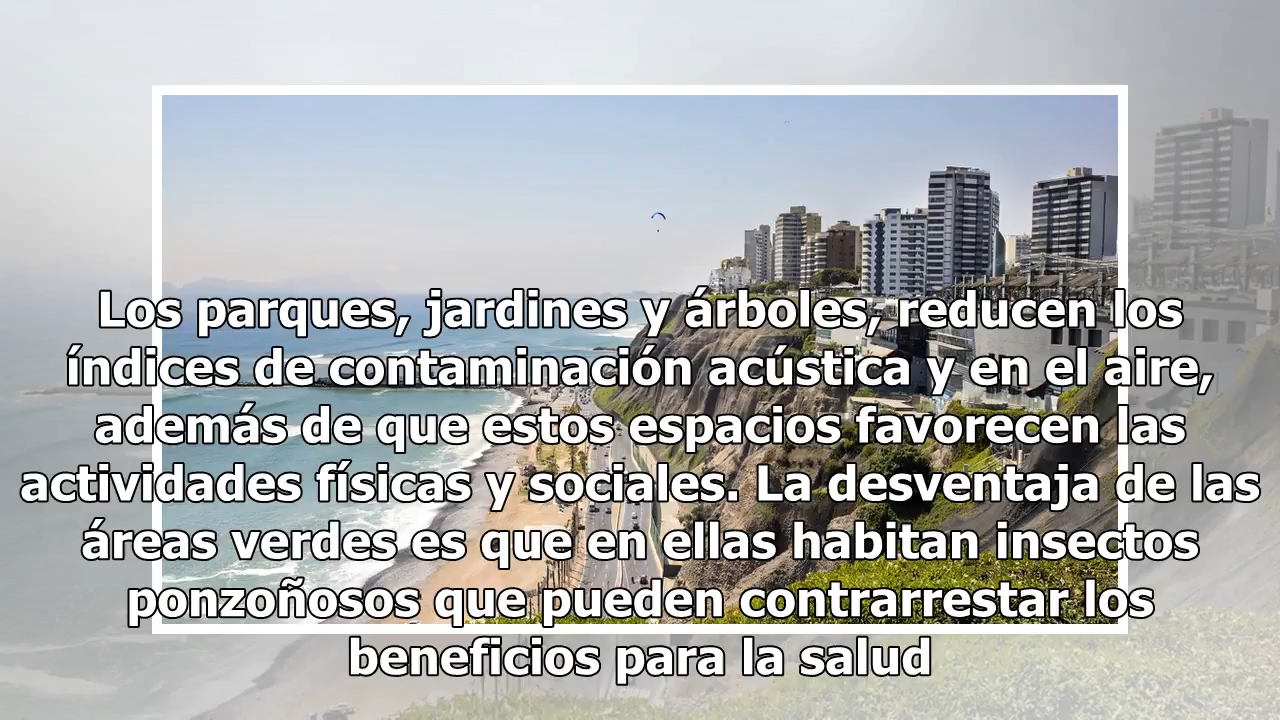 Los parques, jardines y árboles, reducen los
índices de contaminación acústica y en el aire,
además de que estos espacios favorecen las
actividades físicas y sociales. La desventaja de las
áreas verdes es que en ellas habitan insectos
ponzoñosos que pueden contrarrestar los
beneficios para la salud